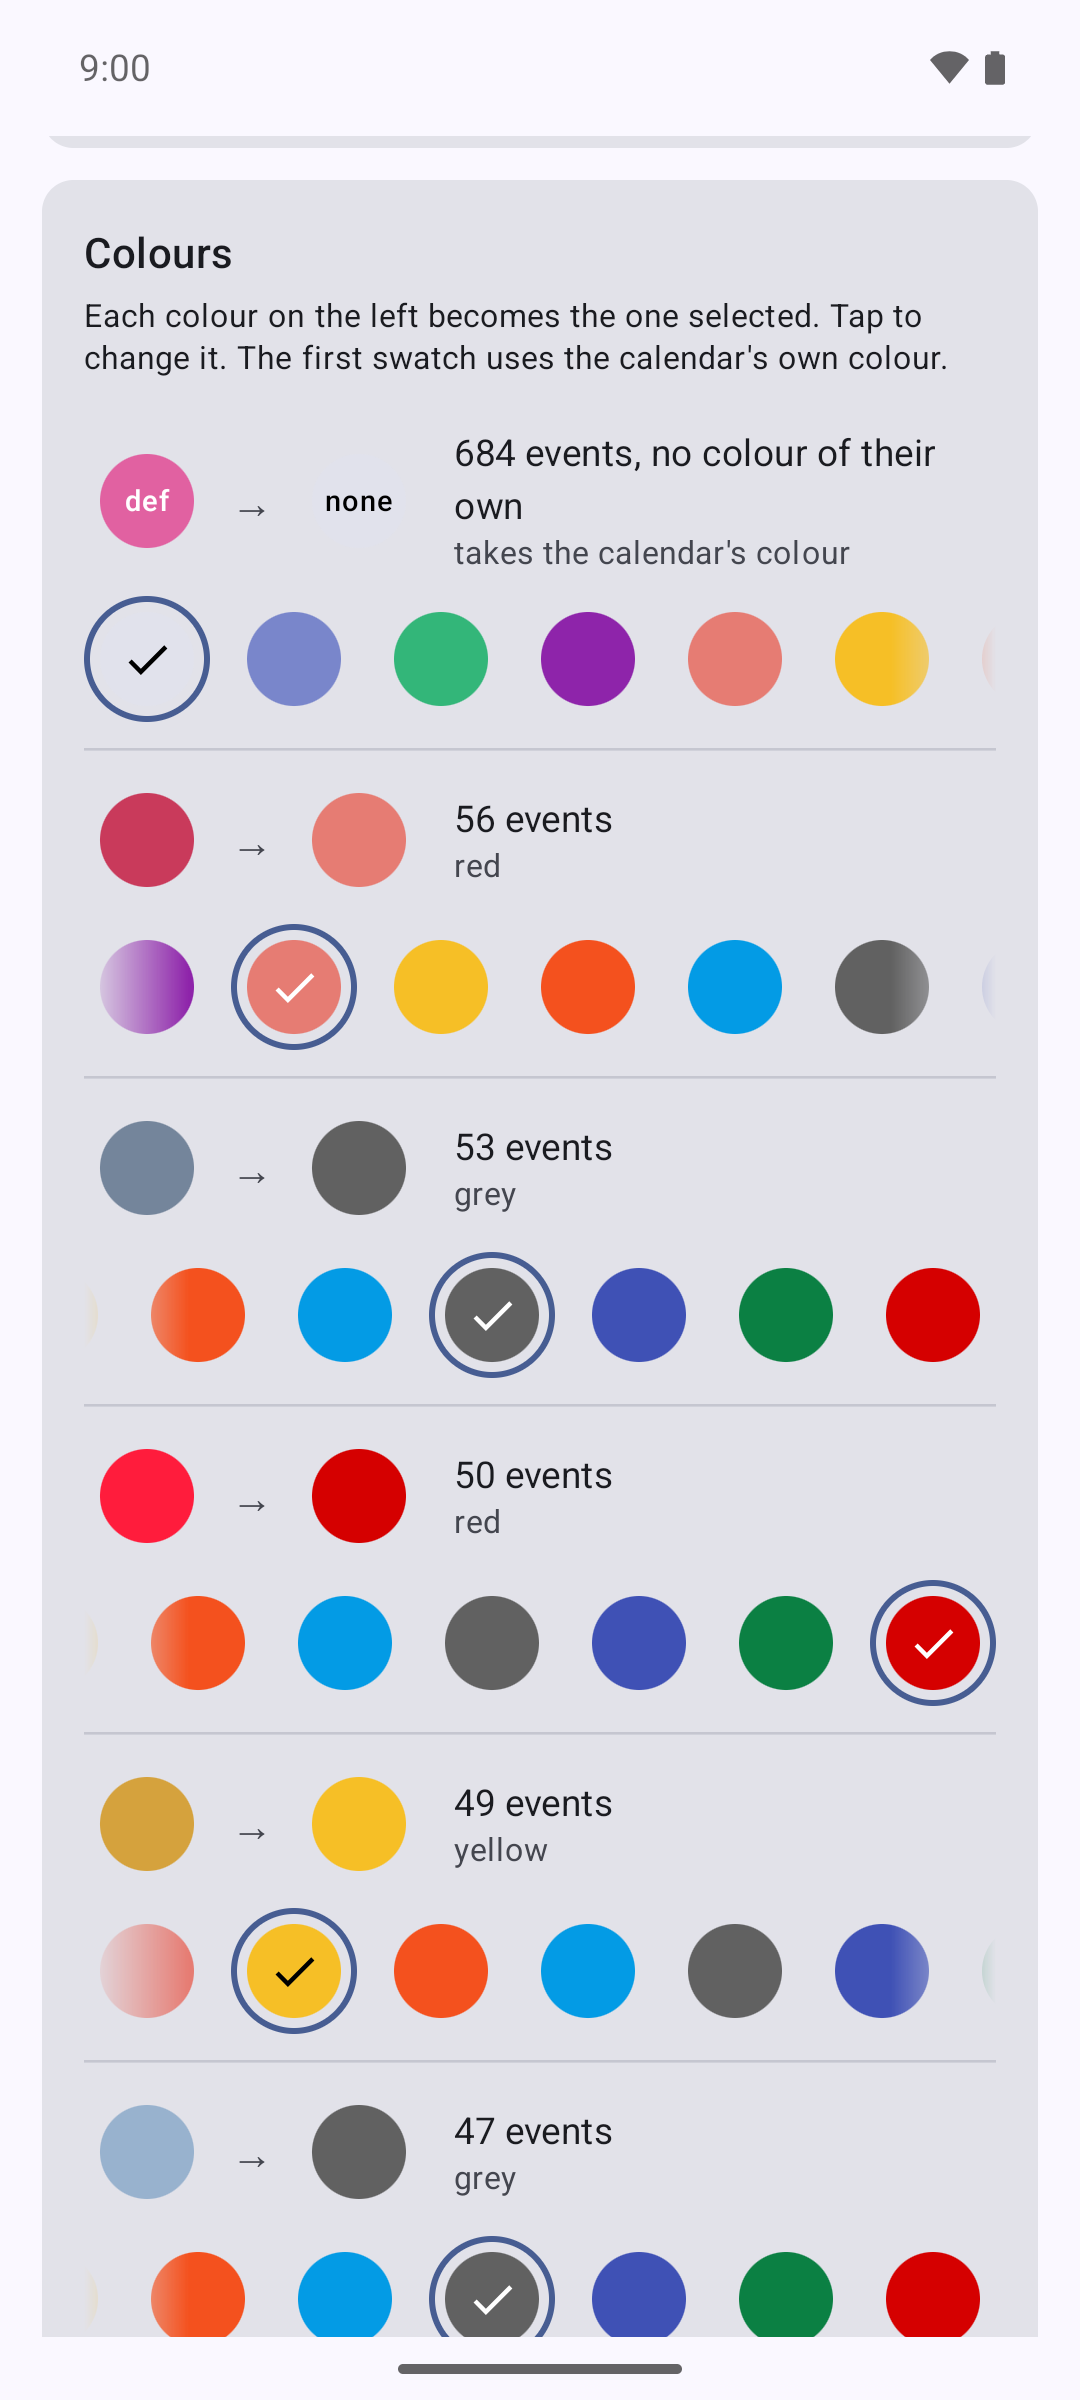 9:00
Colours
Each colour on the left becomes the one selected. Tap to
change it. The first swatch uses the calendar's own colour.
def → none
684 events, no colour of their
own
takes the calendar's colour
→
56 events
red
→
53 events
grey
→
50 events
red
→
49 events
yellow
→
47 events
grey